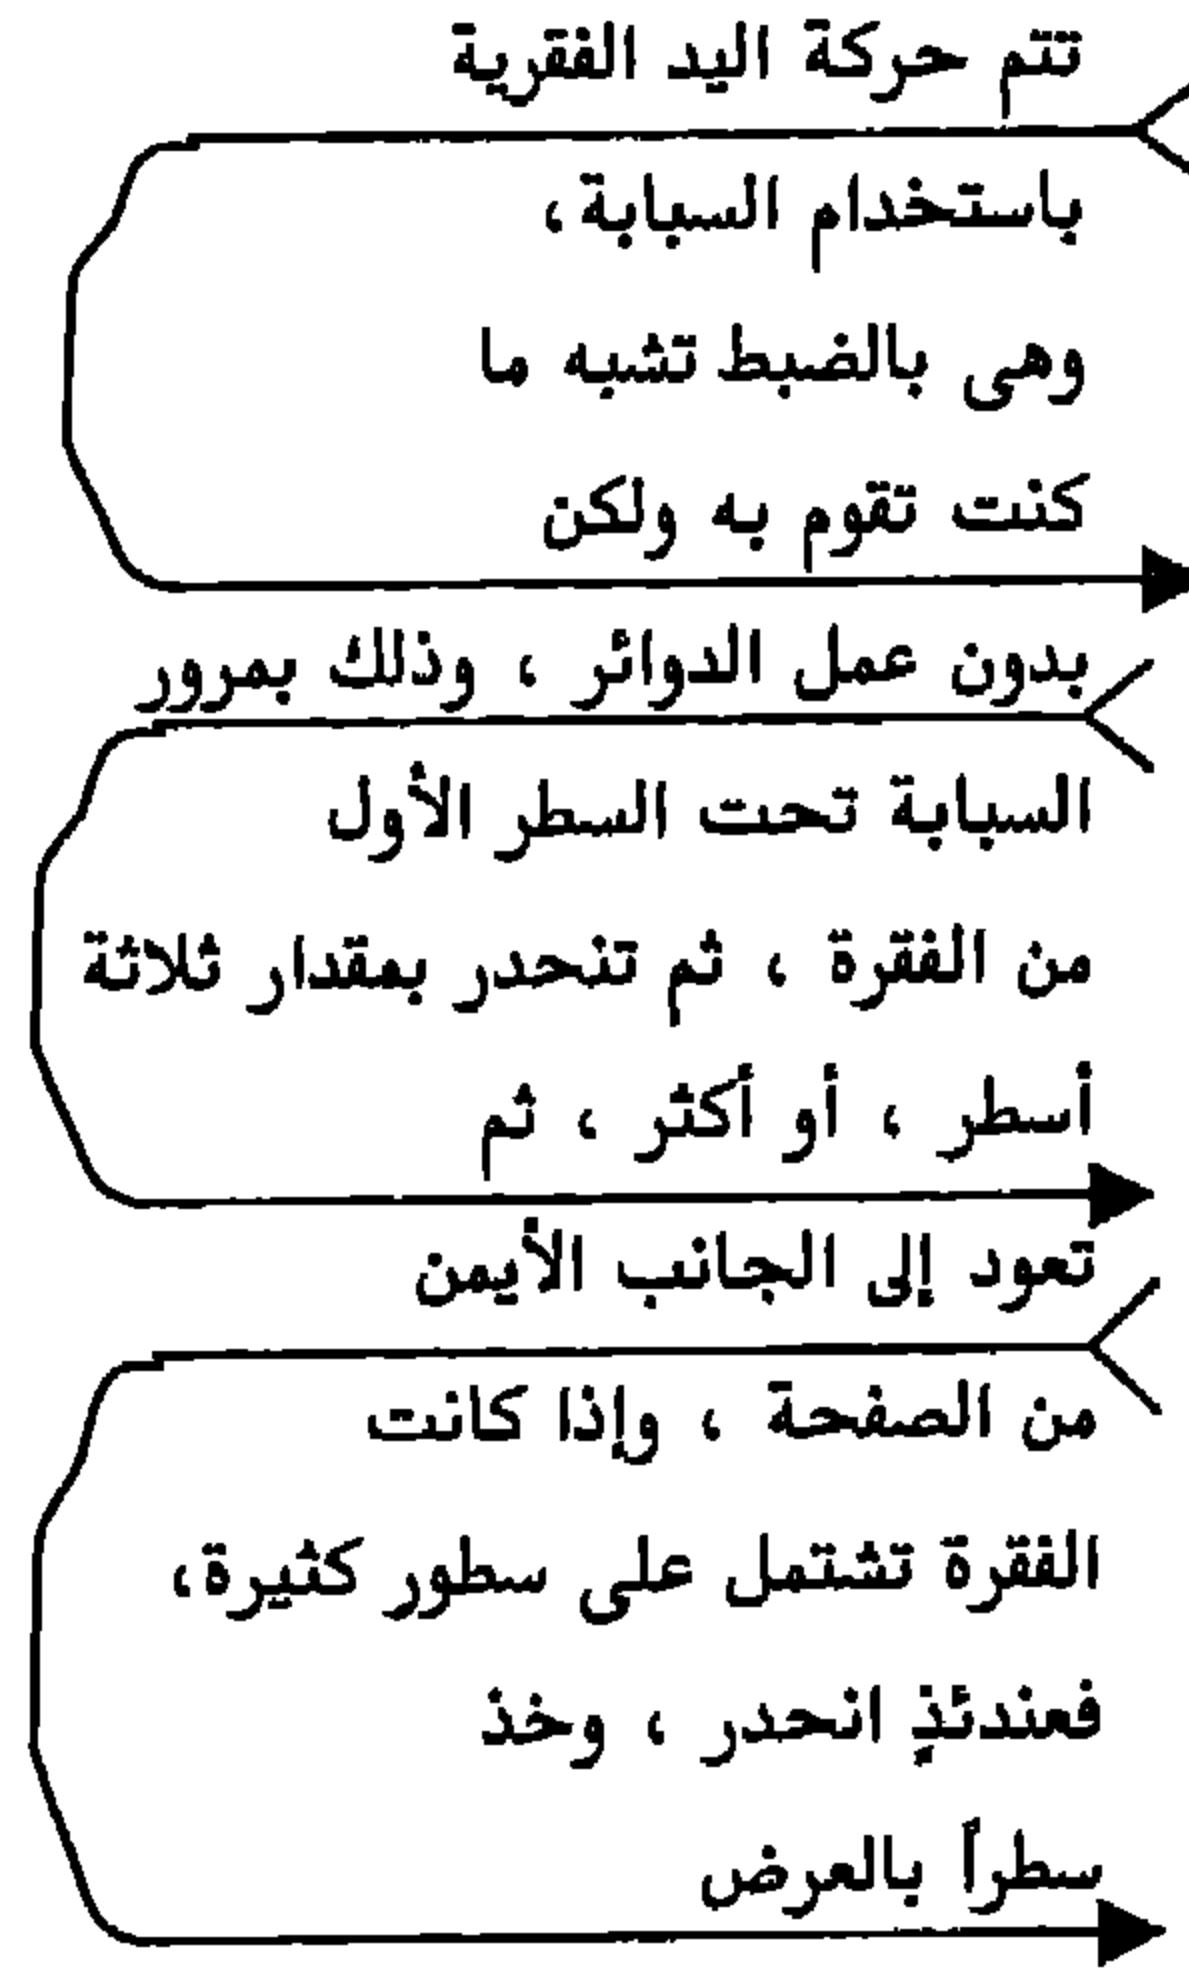 تتم حركة اليد الفقرية
باستخدام السبابة،
وهى بالضبط تشبه ما
كنت تقوم به ولكن
بدون عمل الدوائر ، وذلك بمرور
السبابة تحت السطر الأول
من الفقرة ، ثم تنحدر بمقدار ثلاثة
أسطر ، أو أكثر ، ثم
تعود إلى الجانب الأيمن
من الصفحة ، وإذا كانت
الفقرة تشتمل على سطور كثيرة،
فعندئذٍ انحدر ، وخذ
سطراً بالعرض